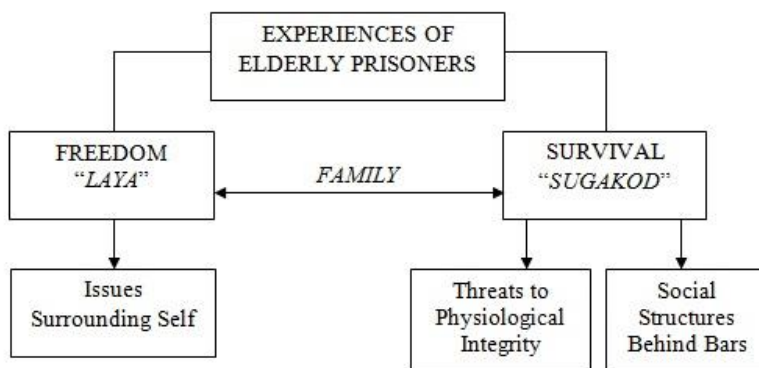 EXPERIENCES OF
ELDERLY PRISONERS
FREEDOM
“LAYA”
FAMILY
SURVIVAL
“SUGAKOD”
Issues
Surrounding Self
Threats to
Physiological
Integrity
Social
Structures
Behind Bars